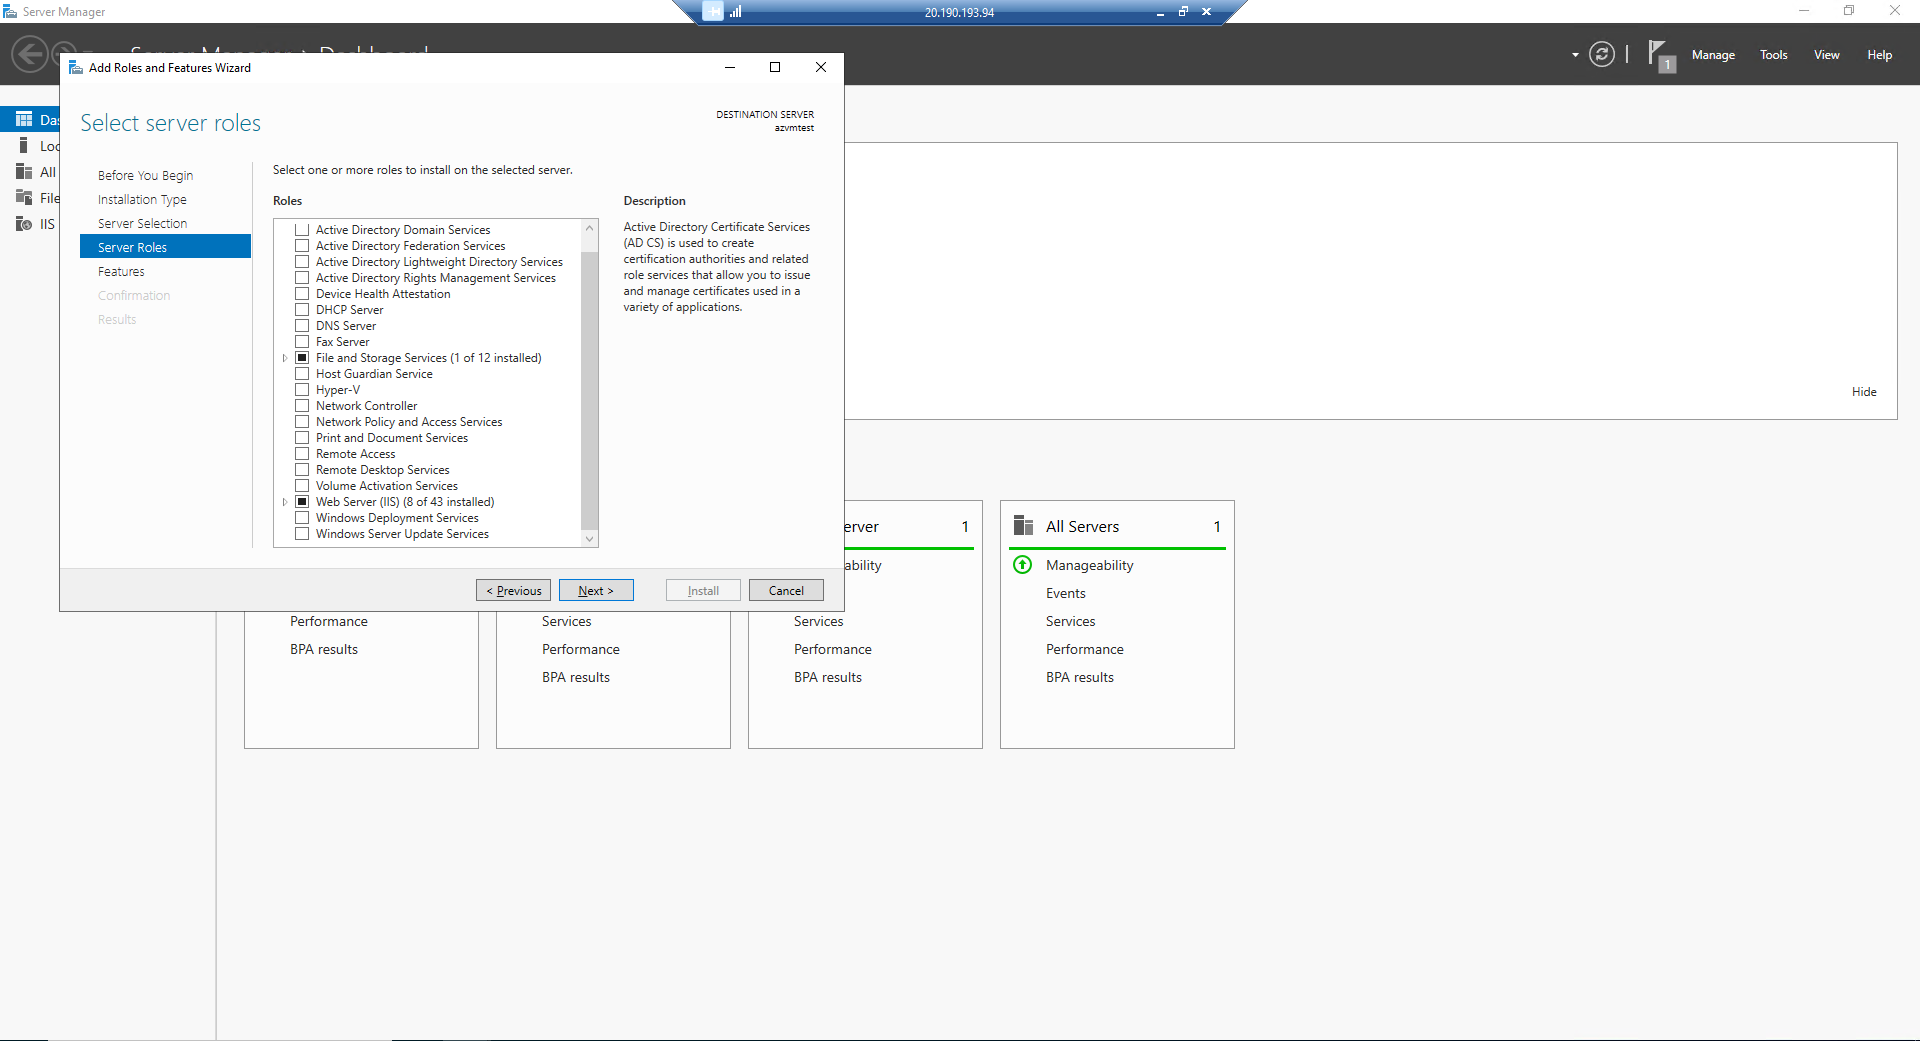 Server Manager
20.190.193.94
1
Manage
Tools
View
Help
Add Roles and Features Wizard
Select server roles
DESTINATION SERVER
azvmtest
Before You Begin
Installation Type
Server Selection
Server Roles
Features
Confirmation
Results
Select one or more roles to install on the selected server.
Roles
Active Directory Domain Services
Active Directory Federation Services
Active Directory Lightweight Directory Services
Active Directory Rights Management Services
Device Health Attestation
DHCP Server
DNS Server
Fax Server
File and Storage Services (1 of 12 installed)
Host Guardian Service
Hyper-V
Network Controller
Network Policy and Access Services
Print and Document Services
Remote Access
Remote Desktop Services
Volume Activation Services
Web Server (IIS) (8 of 43 installed)
Windows Deployment Services
Windows Server Update Services
Description
Active Directory Certificate Services
(AD CS) is used to create
certification authorities and related
role services that allow you to issue
and manage certificates used in a
variety of applications.
< Previous
Next >
Install
Cancel
Das
Loc
All
File
IIS
Hide
Performance
BPA results
Services
Performance
BPA results
erver 1
ability
Services
Performance
BPA results
All Servers 1
Manageability
Events
Services
Performance
BPA results